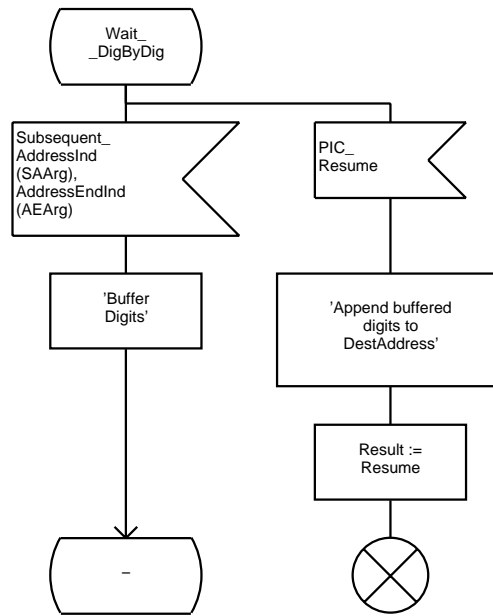 Wait_
_DigByDig
Subsequent_
AddressInd
(SAArg),
AddressEndInd
(AEArg)
PIC_
Resume
'Buffer
Digits'
'Append buffered
digits to
DestAddress'
Result :=
Resume
–